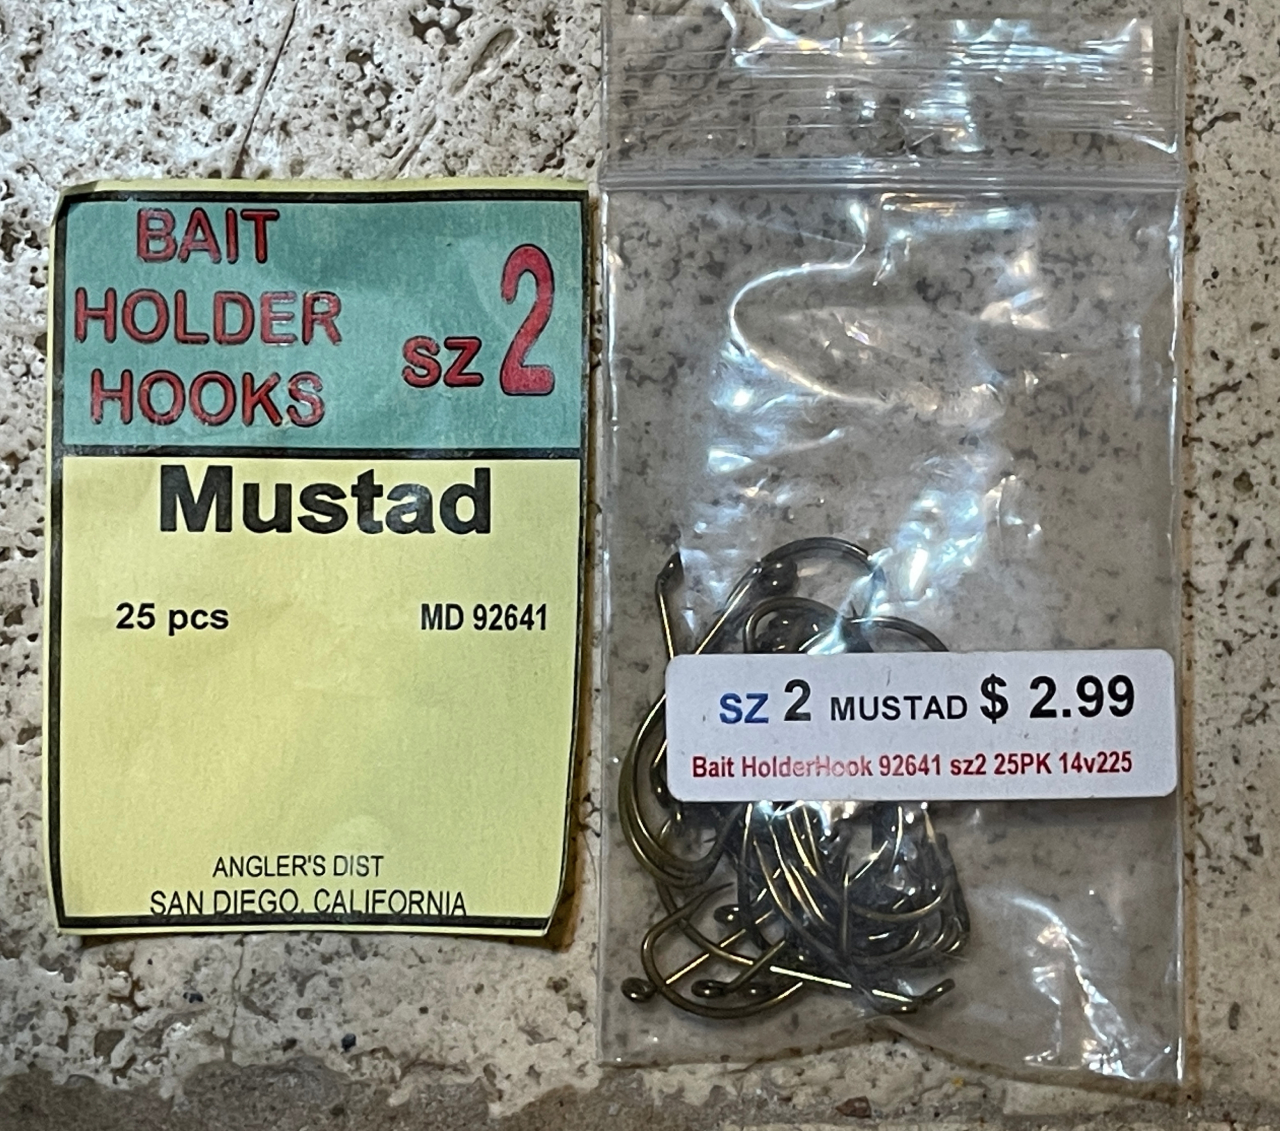 BAIT
HOLDER
HOOKS
SZ 2
Mustad
25 pcs MD 92641
ANGLER'S DIST
SAN DIEGO, CALIFORNIA
SZ 2 MUSTAD $ 2.99
Bait HolderHook 92641 sz2 25PK 14v225